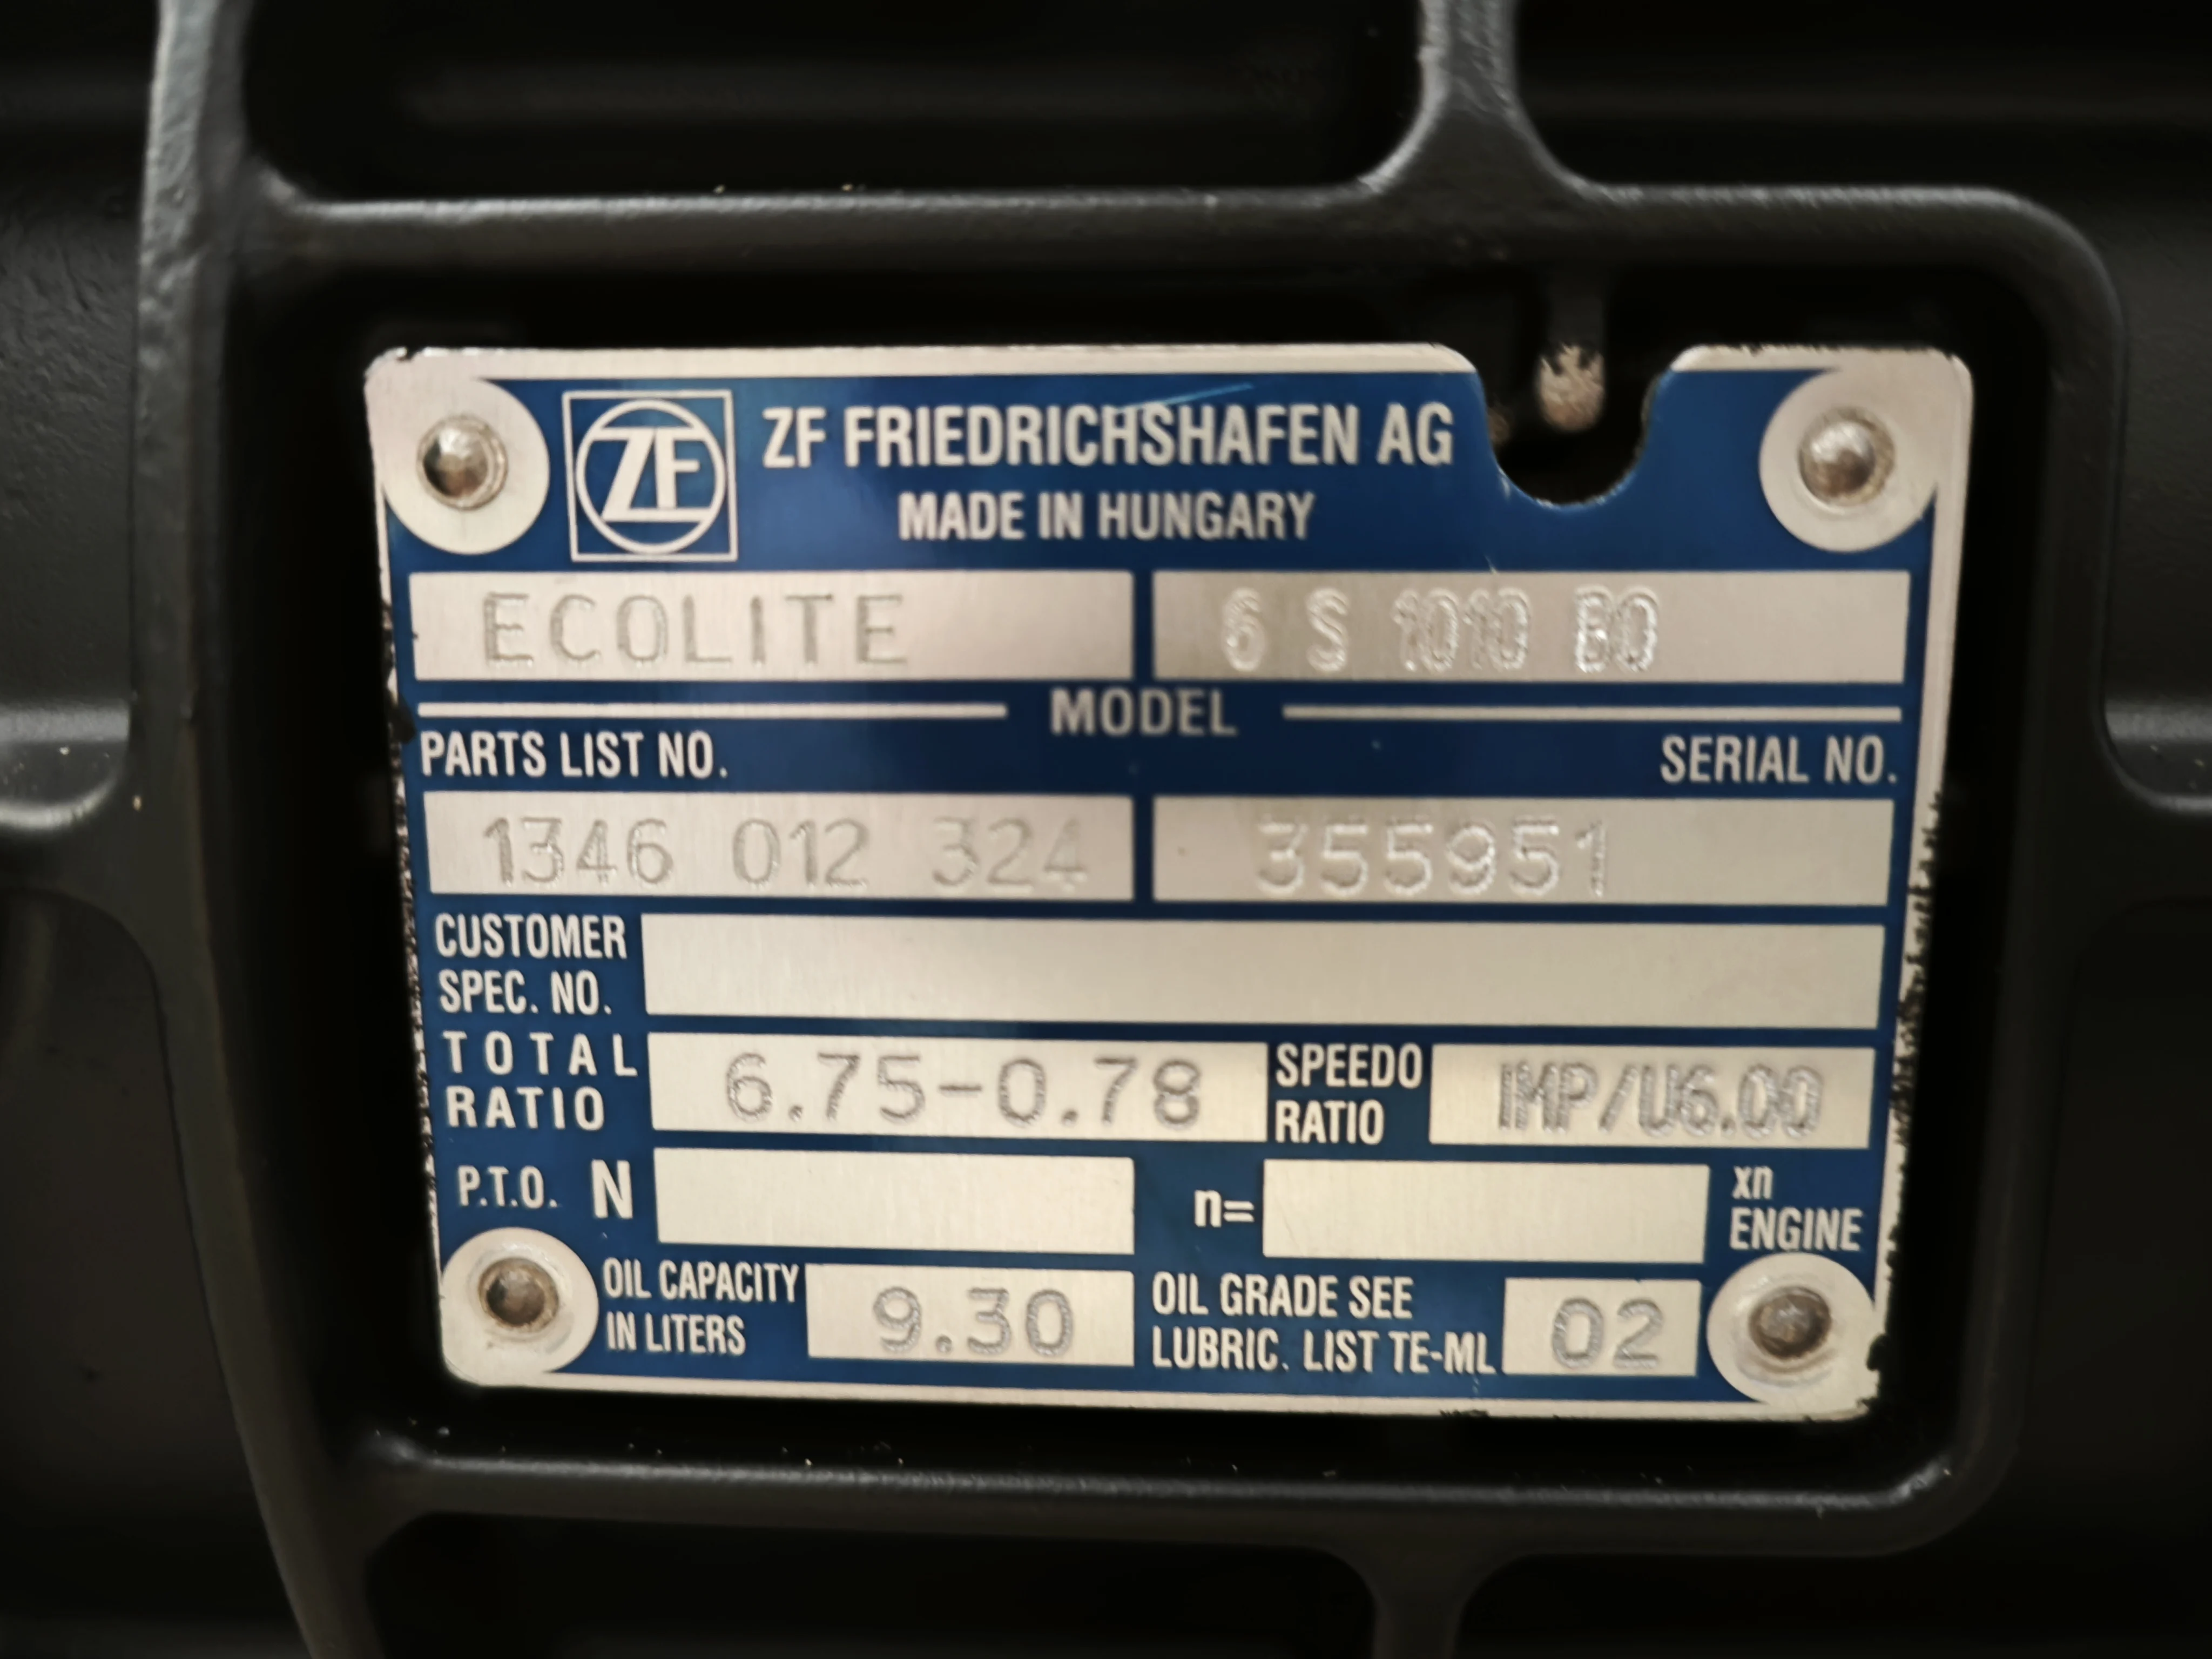 ZF
ZF FRIEDRICHSHAFEN AG
MADE IN HUNGARY
ECOLITE 6 S 1010 BO
MODEL
PARTS LIST NO. SERIAL NO.
1346 012 324 355951
CUSTOMER
SPEC. NO.
TOTAL
RATIO
6.75-0.78
SPEEDO
RATIO
IMP/U6.00
P.T.O. N n= xn
ENGINE
OIL CAPACITY
IN LITERS
9.30
OIL GRADE SEE
LUBRIC. LIST TE-ML
02